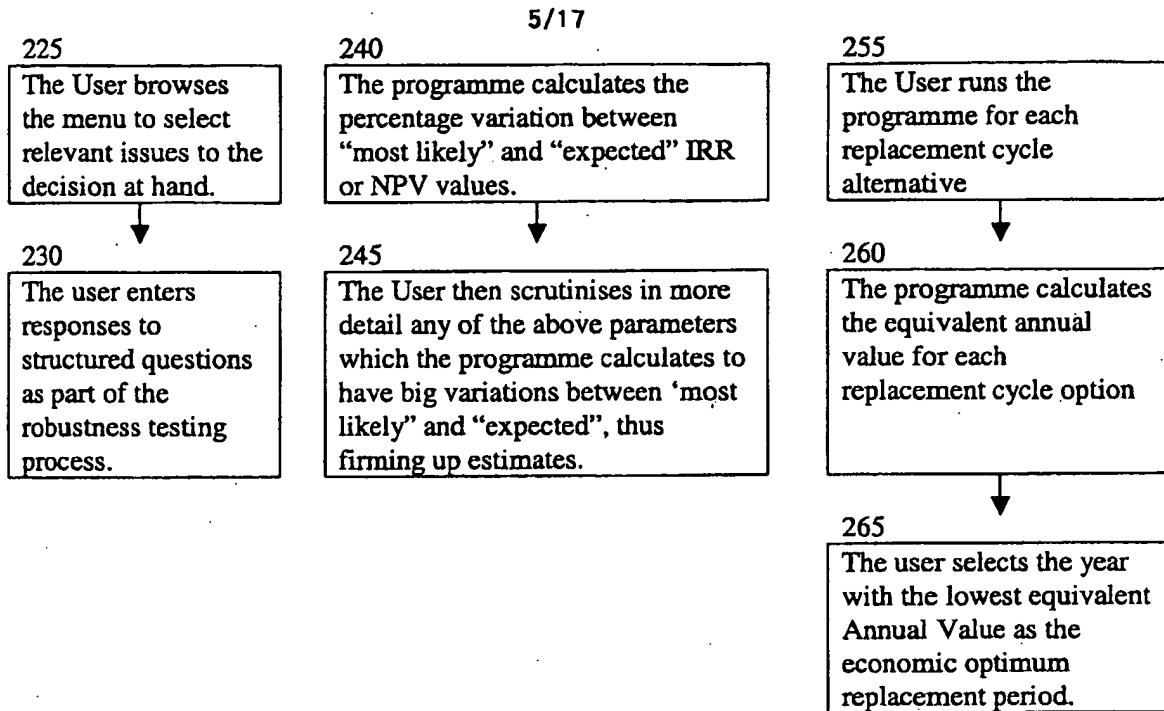 5/17
225
The User browses
the menu to select
relevant issues to the
decision at hand.
230
The user enters
responses to
structured questions
as part of the
robustness testing
process.
240
The programme calculates the
percentage variation between
“most likely” and “expected” IRR
or NPV values.
245
The User then scrutinises in more
detail any of the above parameters
which the programme calculates to
have big variations between ‘most
likely” and “expected”, thus
firming up estimates.
255
The User runs the
programme for each
replacement cycle
alternative
260
The programme calculates
the equivalent annual
value for each
replacement cycle option
265
The user selects the year
with the lowest equivalent
Annual Value as the
economic optimum
replacement period.